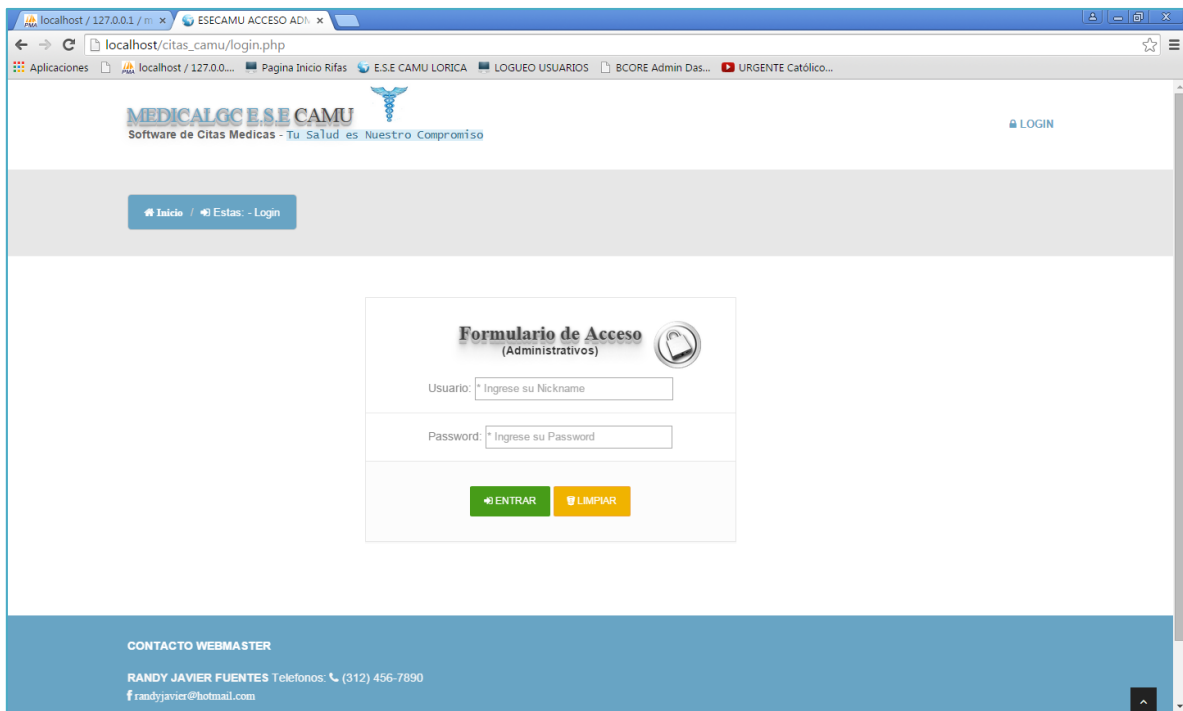 localhost / 127.0.0.1 / m
ESECAMU ACCESO ADM
localhost/citas_camu/login.php
Aplicaciones localhost / 127.0.0.... Pagina Inicio Rifas E.S.E CAMU LORICA LOGUEO USUARIOS BCORE Admin Das... URGENTE Católico...
MEDICALGC E.S.E CAMU
Software de Citas Medicas - Tu Salud es Nuestro Compromiso
LOGIN
Inicio / Estas: - Login
Formulario de Acceso
(Administrativos)
Usuario: * Ingrese su Nickname
Password: * Ingrese su Password
ENTRAR LIMPIAR
CONTACTO WEBMASTER
RANDY JAVIER FUENTES Telefonos: (312) 456-7890
randyjavier@hotmail.com